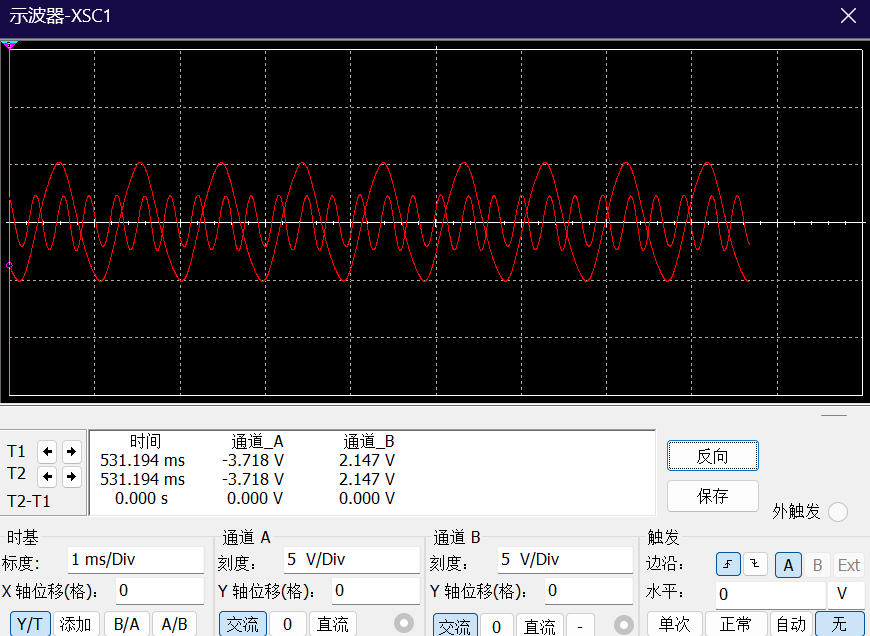 示波器-XSC1
时间 通道_A 通道_B
T1 531.194 ms -3.718 V 2.147 V
T2 531.194 ms -3.718 V 2.147 V
T2-T1 0.000 s 0.000 V 0.000 V
反向
保存
外触发
时基 通道 A 通道 B 触发
标度: 1 ms/Div 刻度: 5 V/Div 刻度: 5 V/Div 边沿: A B Ext
X 轴位移(格): 0 Y 轴位移(格): 0 Y 轴位移(格): 0 水平: 0 V
Y/T 添加 B/A A/B 交流 0 直流 交流 0 直流 - 单次 正常 自动 无